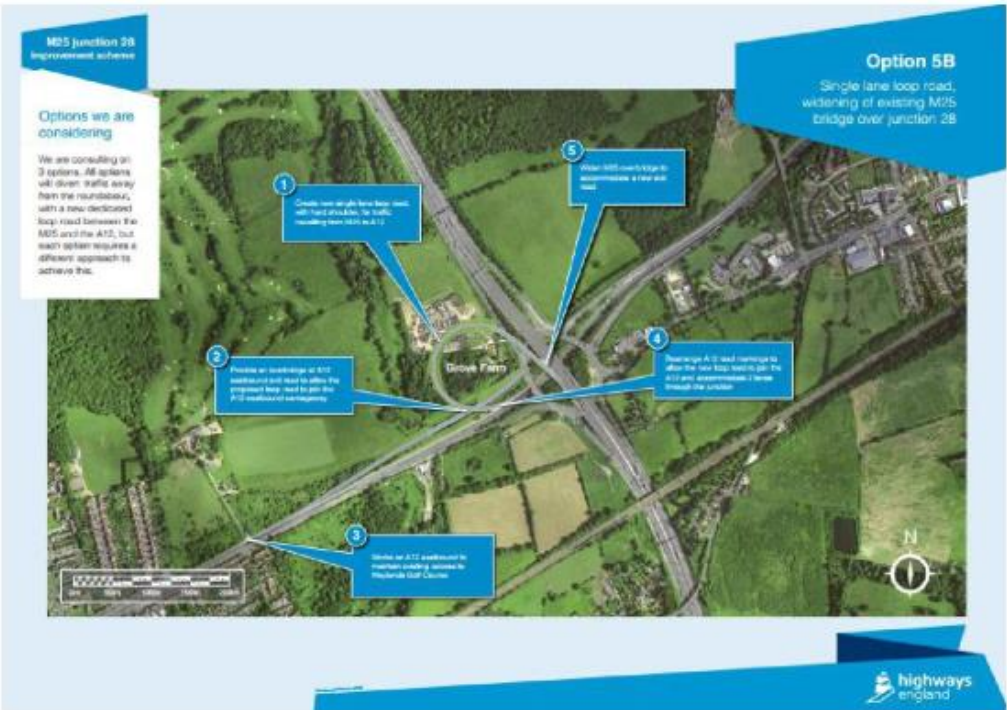 M25 junction 28
improvement scheme
Options we are
considering
We are consulting on
3 options. All options
will divert traffic away
from the roundabout,
with a new dedicated
loop road between the
M25 and the A12, but
each option requires a
different approach to
achieve this.
Option 5B
Single lane loop road,
widening of existing M25
bridge over junction 28
1
Create new single lane loop road,
with hard shoulder, for traffic
travelling from M25 to A12
2
Provide an overbridge at A12
eastbound exit road to allow the
proposed loop road to join the
A12 eastbound carriageway
3
Works on A12 eastbound to
maintain existing access to
Maylands Golf Course
4
Rearrange A12 road markings to
allow the new loop road to join the
A12 and accommodate 2 lanes
through the junction
5
Widen M25 overbridge to
accommodate a new exit
road
Grove Farm
N
highways
england